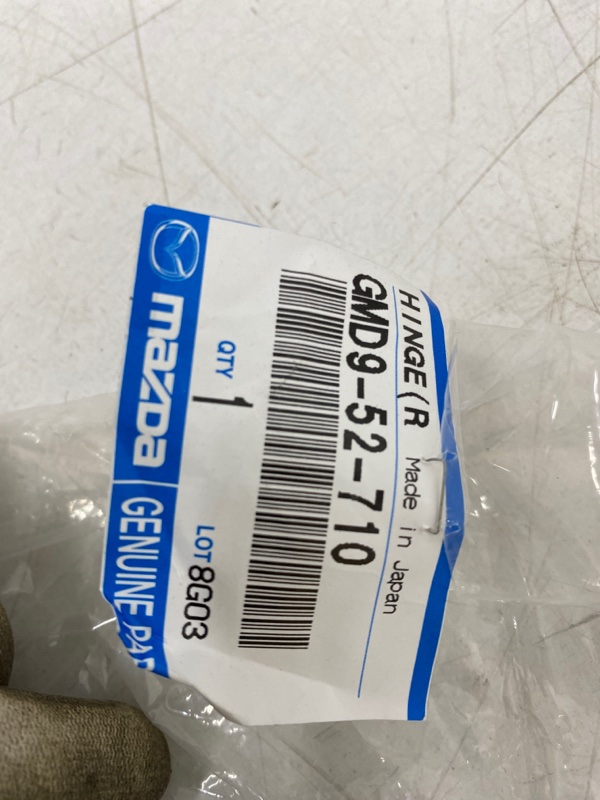 HINGE(R
Made in Japan
GMD9-52-710
QTY
1
LOT 8G03
mazda
GENUINE PAR